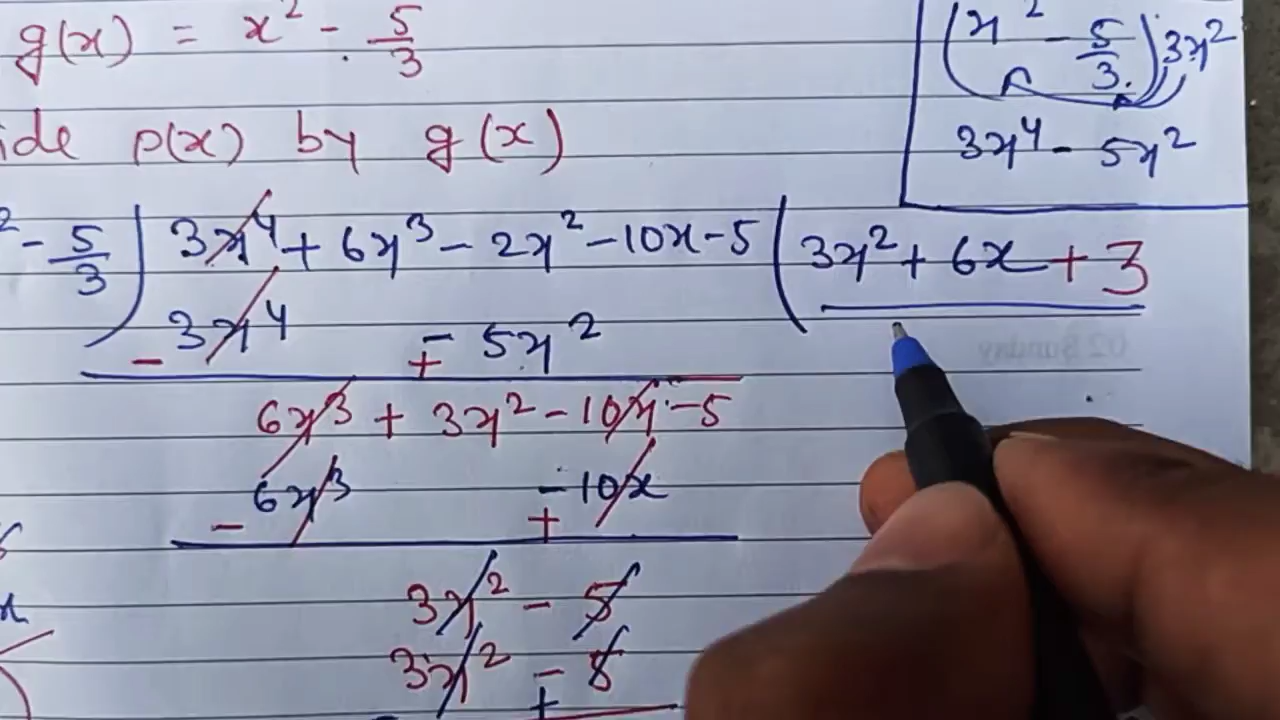 g(x) = x² - 5/3
(x² - 5/3) 3x²
3x⁴ - 5x²
ide p(x) by g(x)
² - 5/3 ) 3x⁴ + 6x³ - 2x² - 10x - 5 ( 3x² + 6x + 3
3x⁴ - 5x²
- +
6x³ + 3x² - 10x - 5
6x³ - 10x
- +
3x² - 5
3x² - 5
+